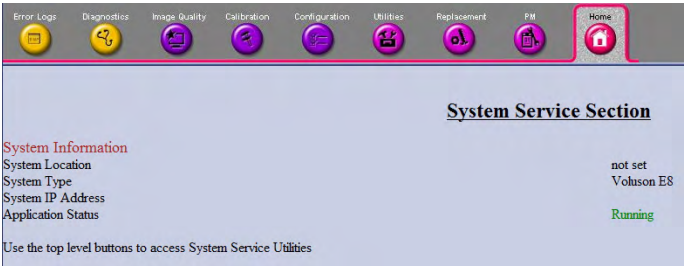 Error Logs Diagnostics Image Quality Calibration Configuration Utilities Replacement PM Home
System Service Section
System Information
System Location not set
System Type Voluson E8
System IP Address
Application Status Running
Use the top level buttons to access System Service Utilities